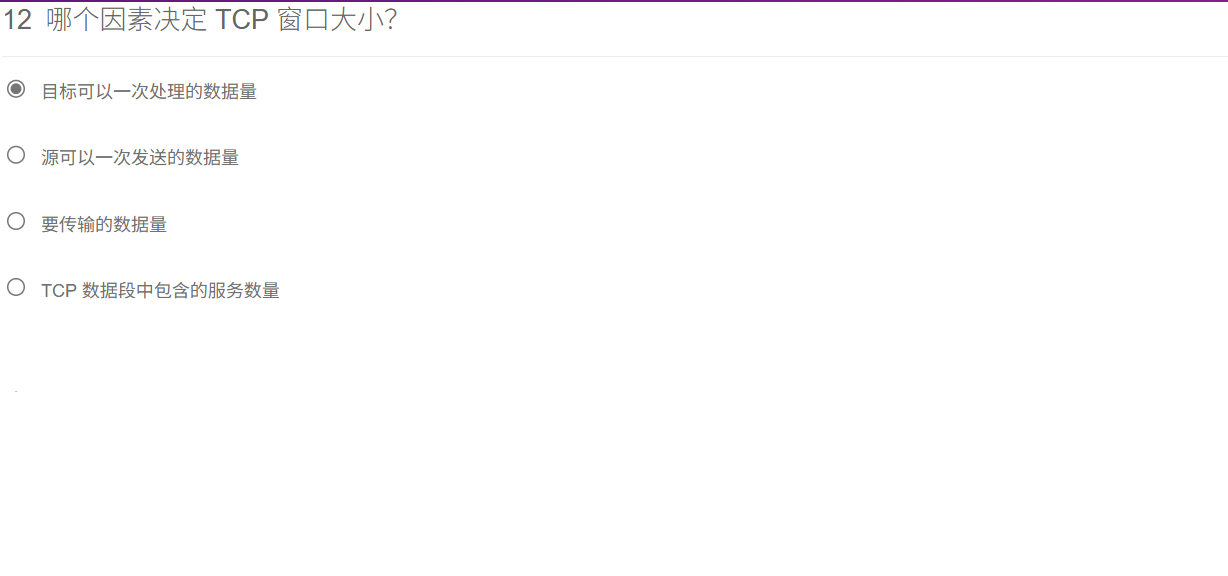 12 哪个因素决定 TCP 窗口大小?
目标可以一次处理的数据量
源可以一次发送的数据量
要传输的数据量
TCP 数据段中包含的服务数量